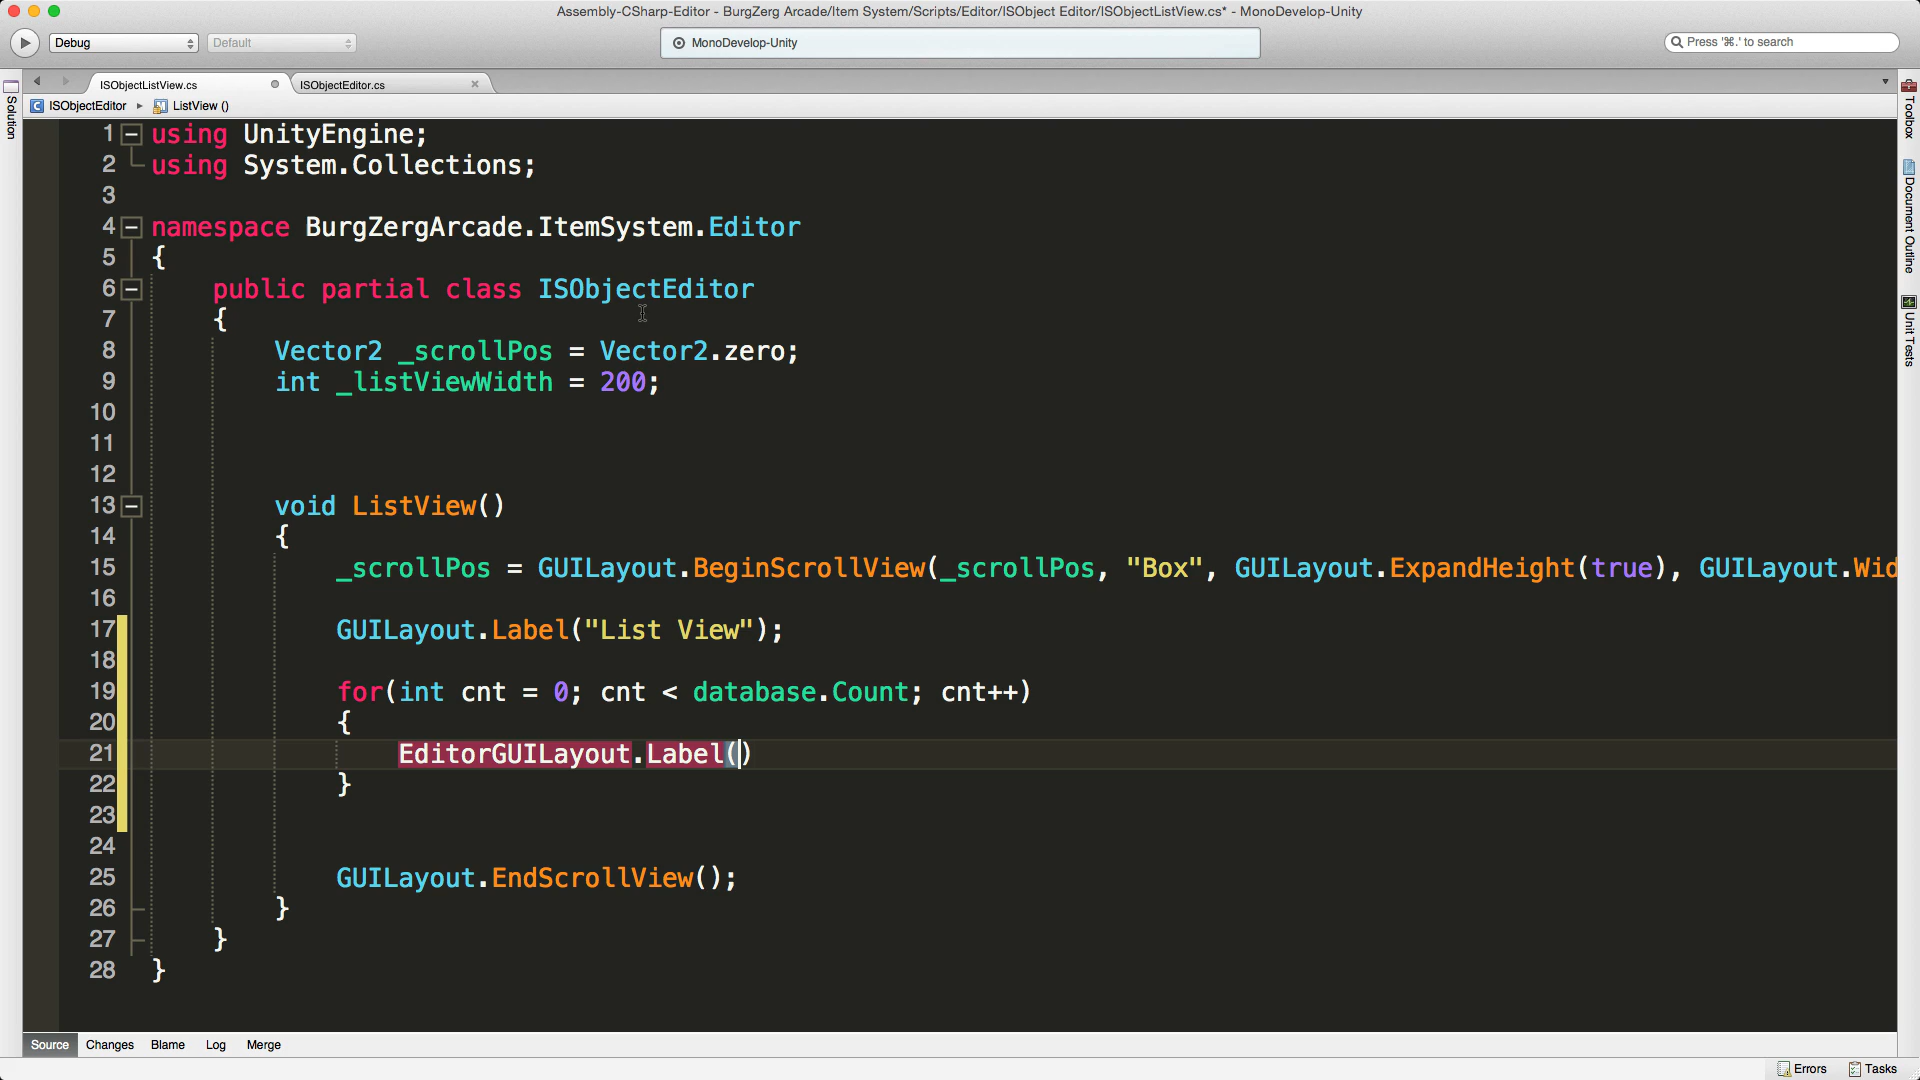 Assembly-CSharp-Editor - BurgZerg Arcade/Item System/Scripts/Editor/ISObject Editor/ISObjectListView.cs* - MonoDevelop-Unity
Debug Default MonoDevelop-Unity Press '⌘.' to search
ISObjectListView.cs ISObjectEditor.cs
ISObjectEditor ListView ()
Solution
Toolbox
Document Outline
Unit Tests
1 using UnityEngine;
2 using System.Collections;
3
4 namespace BurgZergArcade.ItemSystem.Editor
5 {
6 public partial class ISObjectEditor
7 {
8 Vector2 _scrollPos = Vector2.zero;
9 int _listViewWidth = 200;
10
11
12
13 void ListView()
14 {
15 _scrollPos = GUILayout.BeginScrollView(_scrollPos, "Box", GUILayout.ExpandHeight(true), GUILayout.Wid
16
17 GUILayout.Label("List View");
18
19 for(int cnt = 0; cnt < database.Count; cnt++)
20 {
21 EditorGUILayout.Label()
22 }
23
24
25 GUILayout.EndScrollView();
26 }
27 }
28 }
Source Changes Blame Log Merge
Errors Tasks